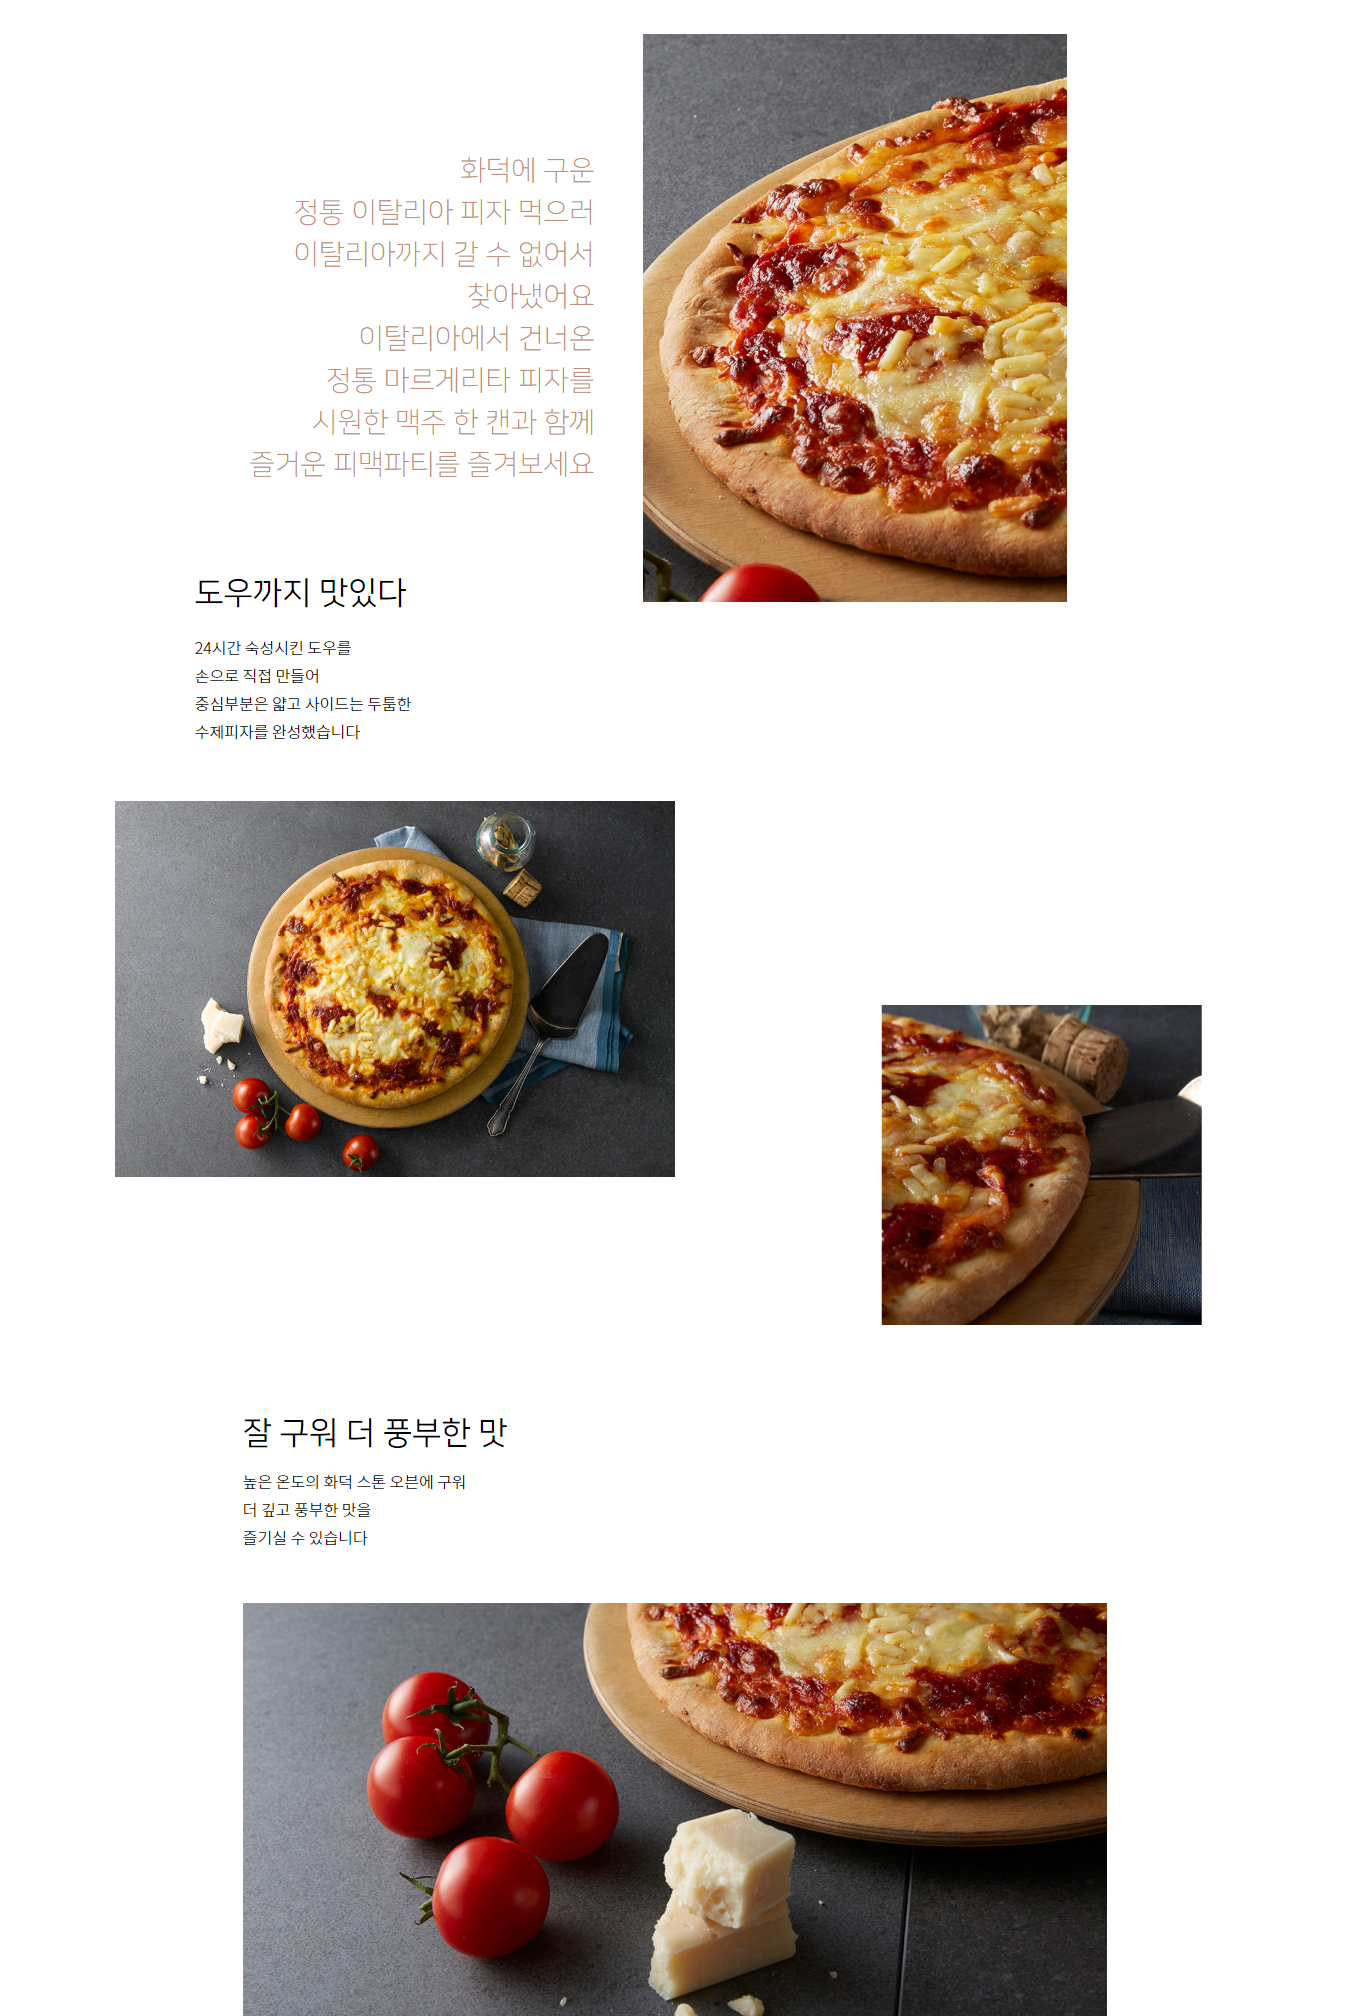 화덕에 구운
정통 이탈리아 피자 먹으러
이탈리아까지 갈 수 없어서
찾아냈어요
이탈리아에서 건너온
정통 마르게리타 피자를
시원한 맥주 한 캔과 함께
즐거운 피맥파티를 즐겨보세요
도우까지 맛있다
24시간 숙성시킨 도우를
손으로 직접 만들어
중심부분은 얇고 사이드는 두툼한
수제피자를 완성했습니다
잘 구워 더 풍부한 맛
높은 온도의 화덕 스톤 오븐에 구워
더 깊고 풍부한 맛을
즐기실 수 있습니다